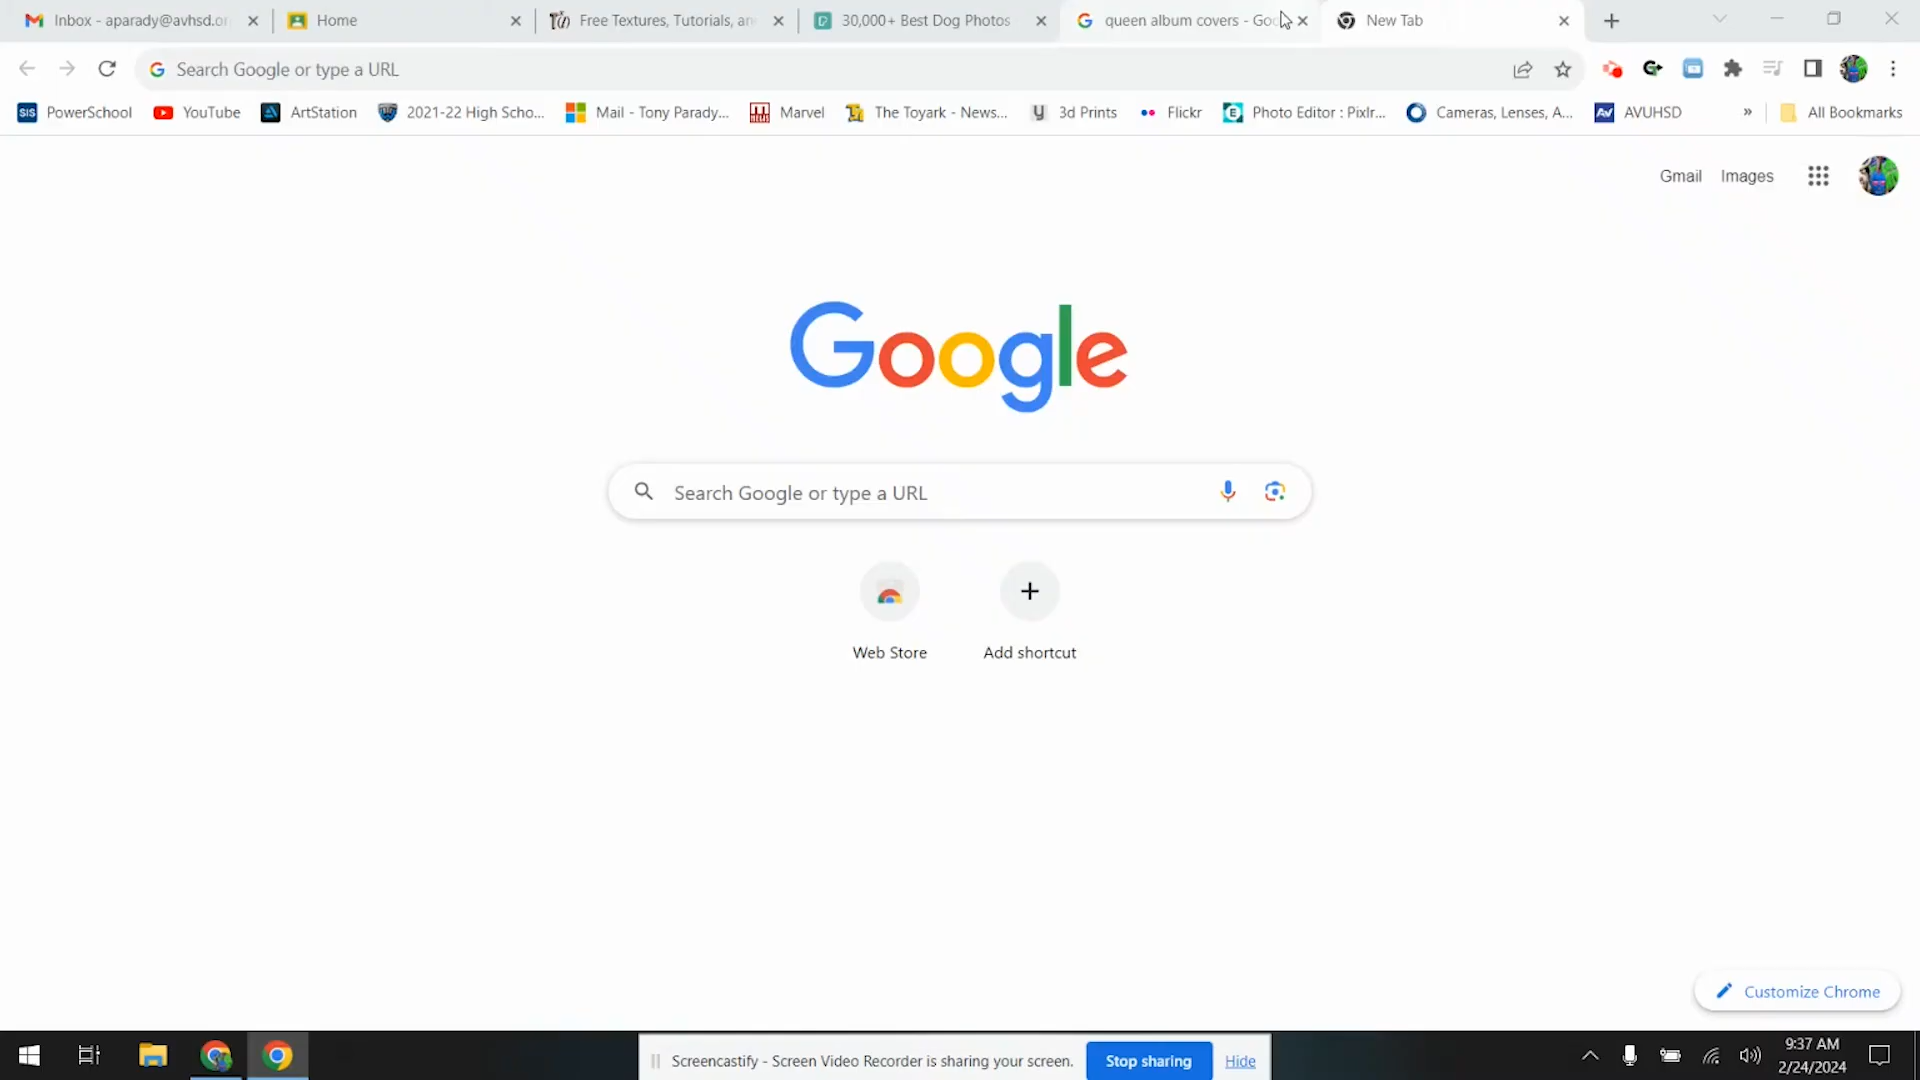 Inbox - aparady@avhsd.or
Home
Free Textures, Tutorials, an
30,000+ Best Dog Photos
queen album covers - Goo
New Tab
Search Google or type a URL
SIS PowerSchool
YouTube
ArtStation
2021-22 High Scho...
Mail - Tony Parady...
Marvel
The Toyark - News...
3d Prints
Flickr
Photo Editor : Pixlr...
Cameras, Lenses, A...
AV AVUHSD
»
All Bookmarks
Gmail
Images
Google
Search Google or type a URL
Web Store
Add shortcut
Customize Chrome
Screencastify - Screen Video Recorder is sharing your screen.
Stop sharing
Hide
9:37 AM
2/24/2024